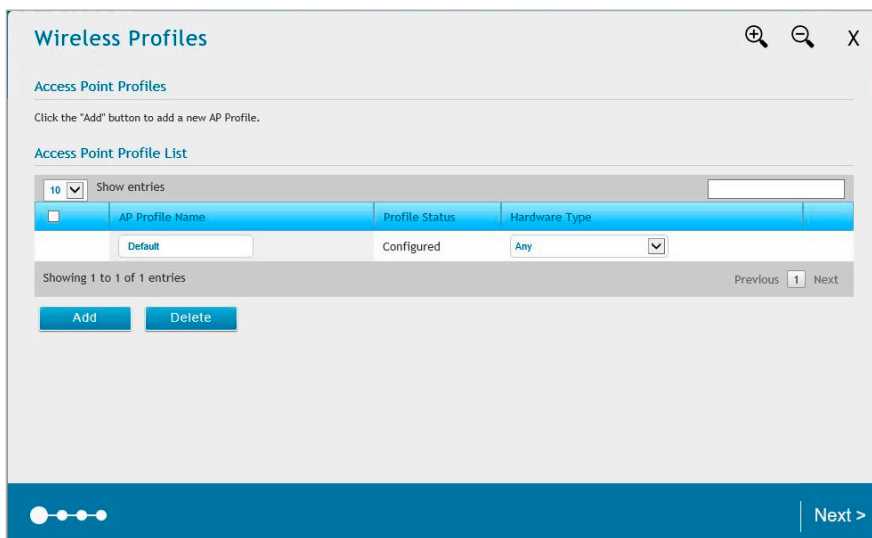 Wireless Profiles
X
Access Point Profiles
Click the "Add" button to add a new AP Profile.
Access Point Profile List
10 Show entries
AP Profile Name Profile Status Hardware Type
Default Configured Any
Showing 1 to 1 of 1 entries Previous 1 Next
Add Delete
Next >